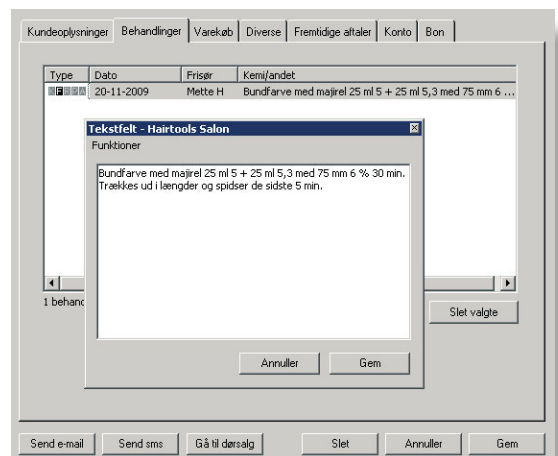 Kundeoplysninger Behandlinger Varekøb Diverse Fremtidige aftaler Konto Bon
Type Dato Frisør Kemi/andet
20-11-2009 Mette H Bundfarve med majirel 25 ml 5 + 25 ml 5,3 med 75 mm 6 ...
Tekstfelt - Hairtools Salon
Funktioner
Bundfarve med majirel 25 ml 5 + 25 ml 5,3 med 75 mm 6 % 30 min.
Trækkes ud i længder og spidser de sidste 5 min.
1 behand
Slet valgte
Annuller Gem
Send e-mail Send sms Gå til dørsalg Slet Annuller Gem